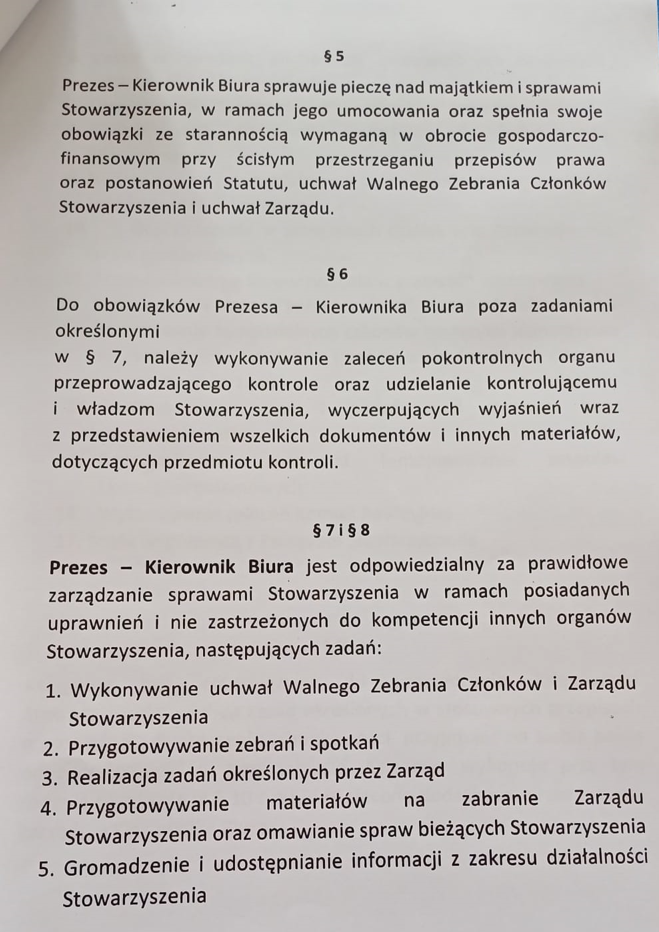 § 5
Prezes – Kierownik Biura sprawuje pieczę nad majątkiem i sprawami
Stowarzyszenia, w ramach jego umocowania oraz spełnia swoje
obowiązki ze starannością wymaganą w obrocie gospodarczo-
finansowym przy ścisłym przestrzeganiu przepisów prawa
oraz postanowień Statutu, uchwał Walnego Zebrania Członków
Stowarzyszenia i uchwał Zarządu.
§ 6
Do obowiązków Prezesa – Kierownika Biura poza zadaniami
określonymi
w § 7, należy wykonywanie zaleceń pokontrolnych organu
przeprowadzającego kontrole oraz udzielanie kontrolującemu
i władzom Stowarzyszenia, wyczerpujących wyjaśnień wraz
z przedstawieniem wszelkich dokumentów i innych materiałów,
dotyczących przedmiotu kontroli.
§ 7 i § 8
Prezes – Kierownik Biura jest odpowiedzialny za prawidłowe
zarządzanie sprawami Stowarzyszenia w ramach posiadanych
uprawnień i nie zastrzeżonych do kompetencji innych organów
Stowarzyszenia, następujących zadań:
1. Wykonywanie uchwał Walnego Zebrania Członków i Zarządu
Stowarzyszenia
2. Przygotowywanie zebrań i spotkań
3. Realizacja zadań określonych przez Zarząd
4. Przygotowywanie materiałów na zabranie Zarządu
Stowarzyszenia oraz omawianie spraw bieżących Stowarzyszenia
5. Gromadzenie i udostępnianie informacji z zakresu działalności
Stowarzyszenia